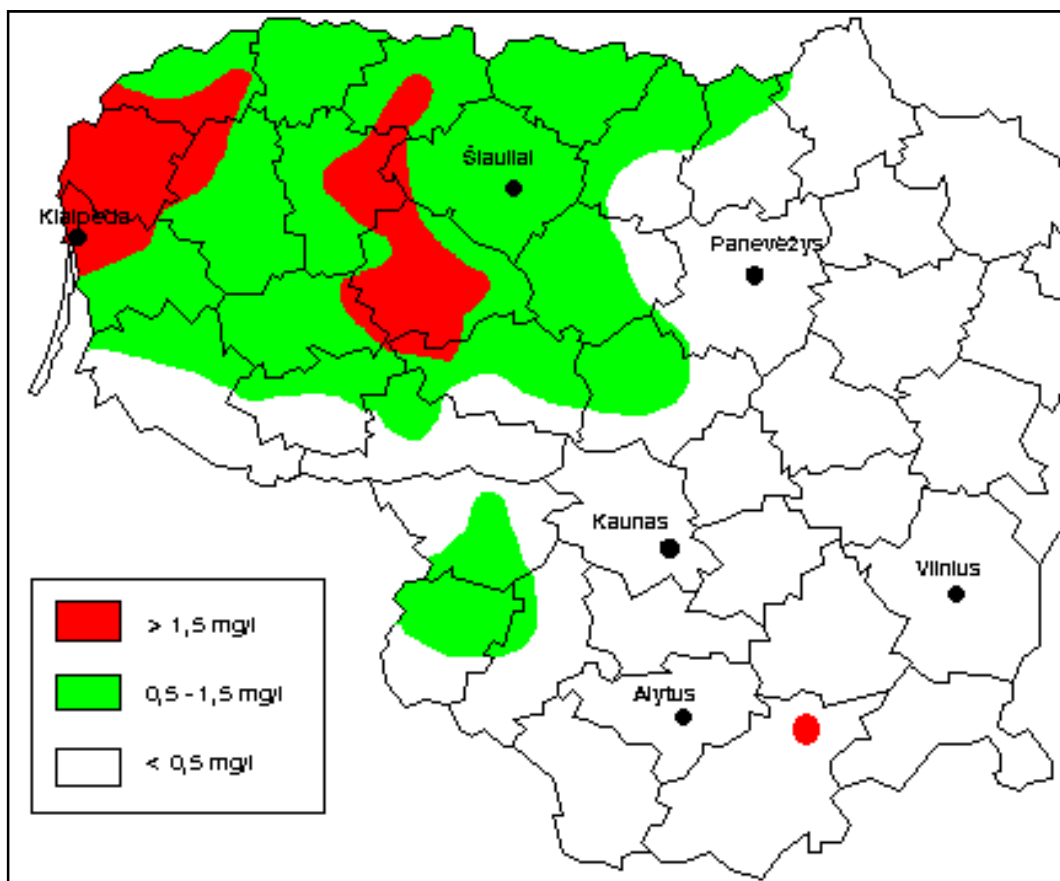 Šiauliai
Klaipėda
Panevėžys
Kaunas
Vilnius
Alytus
> 1,5 mg/l
0,5 - 1,5 mg/l
< 0,5 mg/l